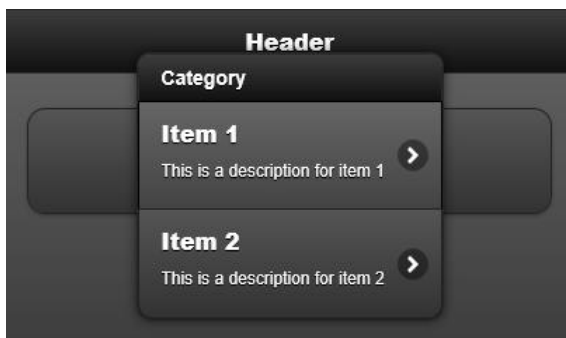 Header
Category
Item 1
This is a description for item 1
Item 2
This is a description for item 2